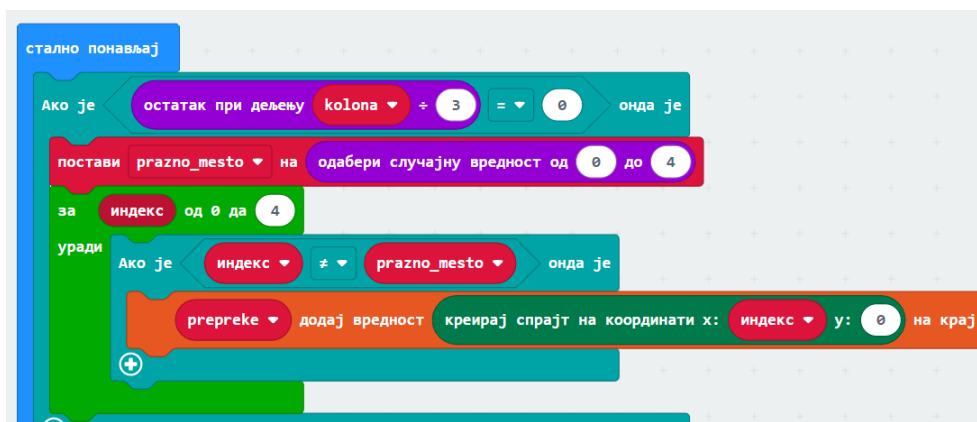 стално понављај
Ако је остатак при дељењу kolona ÷ 3 = 0 онда је
постави prazno_mesto на одабери случајну вредност од 0 до 4
за индекс од 0 да 4
уради
Ако је индекс ≠ prazno_mesto онда је
prepreke додај вредност креирај спрајт на координати x: индекс y: 0 на крај